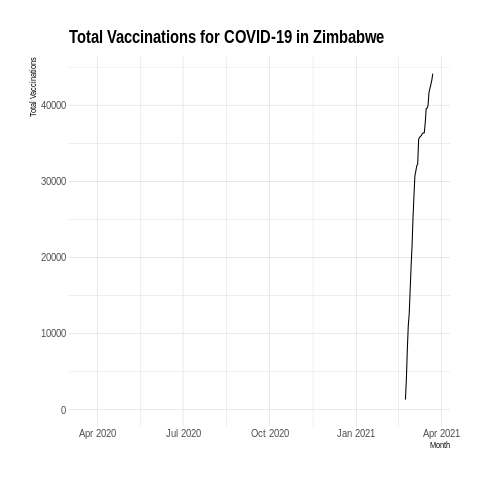 Total Vaccinations for COVID-19 in Zimbabwe
Total Vaccinations
40000
30000
20000
10000
0
Apr 2020 Jul 2020 Oct 2020 Jan 2021 Apr 2021
Month